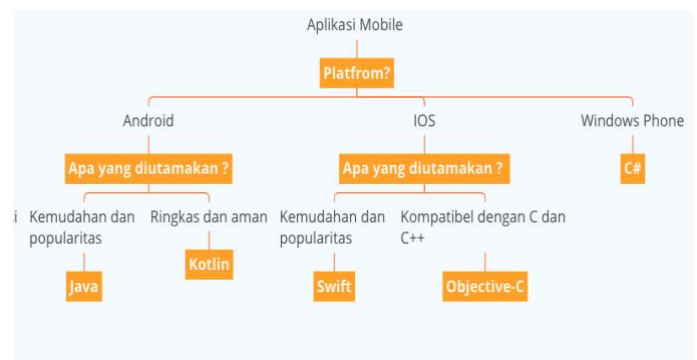 Aplikasi Mobile
Platfrom?
Android
IOS
Windows Phone
Apa yang diutamakan ?
Apa yang diutamakan ?
C#
i
Kemudahan dan
popularitas
Ringkas dan aman
Kemudahan dan
popularitas
Kompatibel dengan C dan
C++
Java
Kotlin
Swift
Objective-C